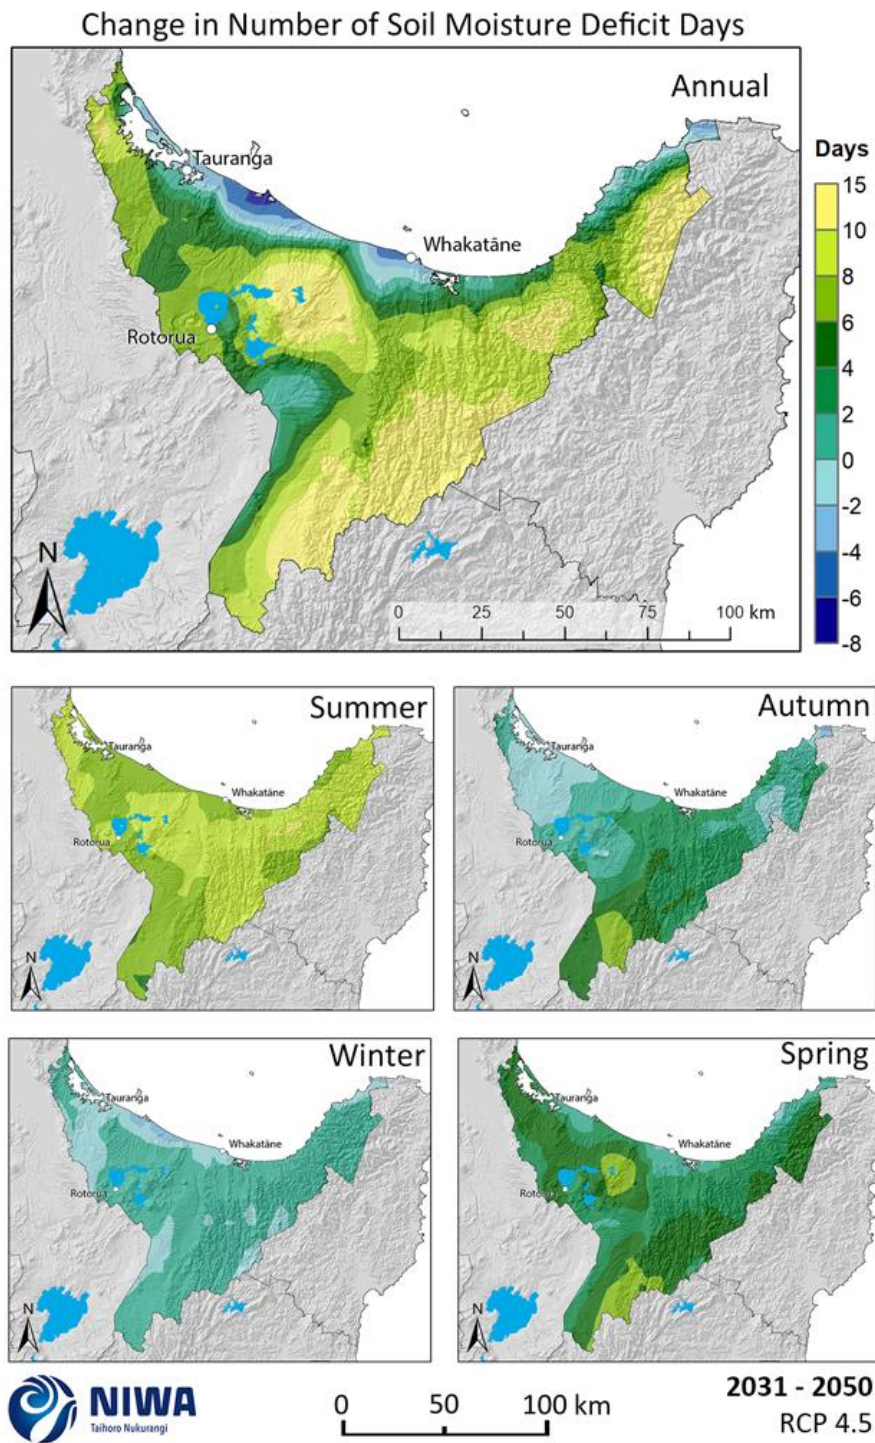 Change in Number of Soil Moisture Deficit Days
Annual
Tauranga
Whakatāne
Rotorua
N
0 25 50 75 100 km
Days
15
10
8
6
4
2
0
-2
-4
-6
-8
Summer
Tauranga
Whakatāne
Rotorua
N
Autumn
Tauranga
Whakatāne
Rotorua
N
Winter
Tauranga
Whakatāne
Rotorua
N
Spring
Tauranga
Whakatāne
Rotorua
N
NIWA
Taihoro Nukurangi
0 50 100 km
2031 - 2050
RCP 4.5